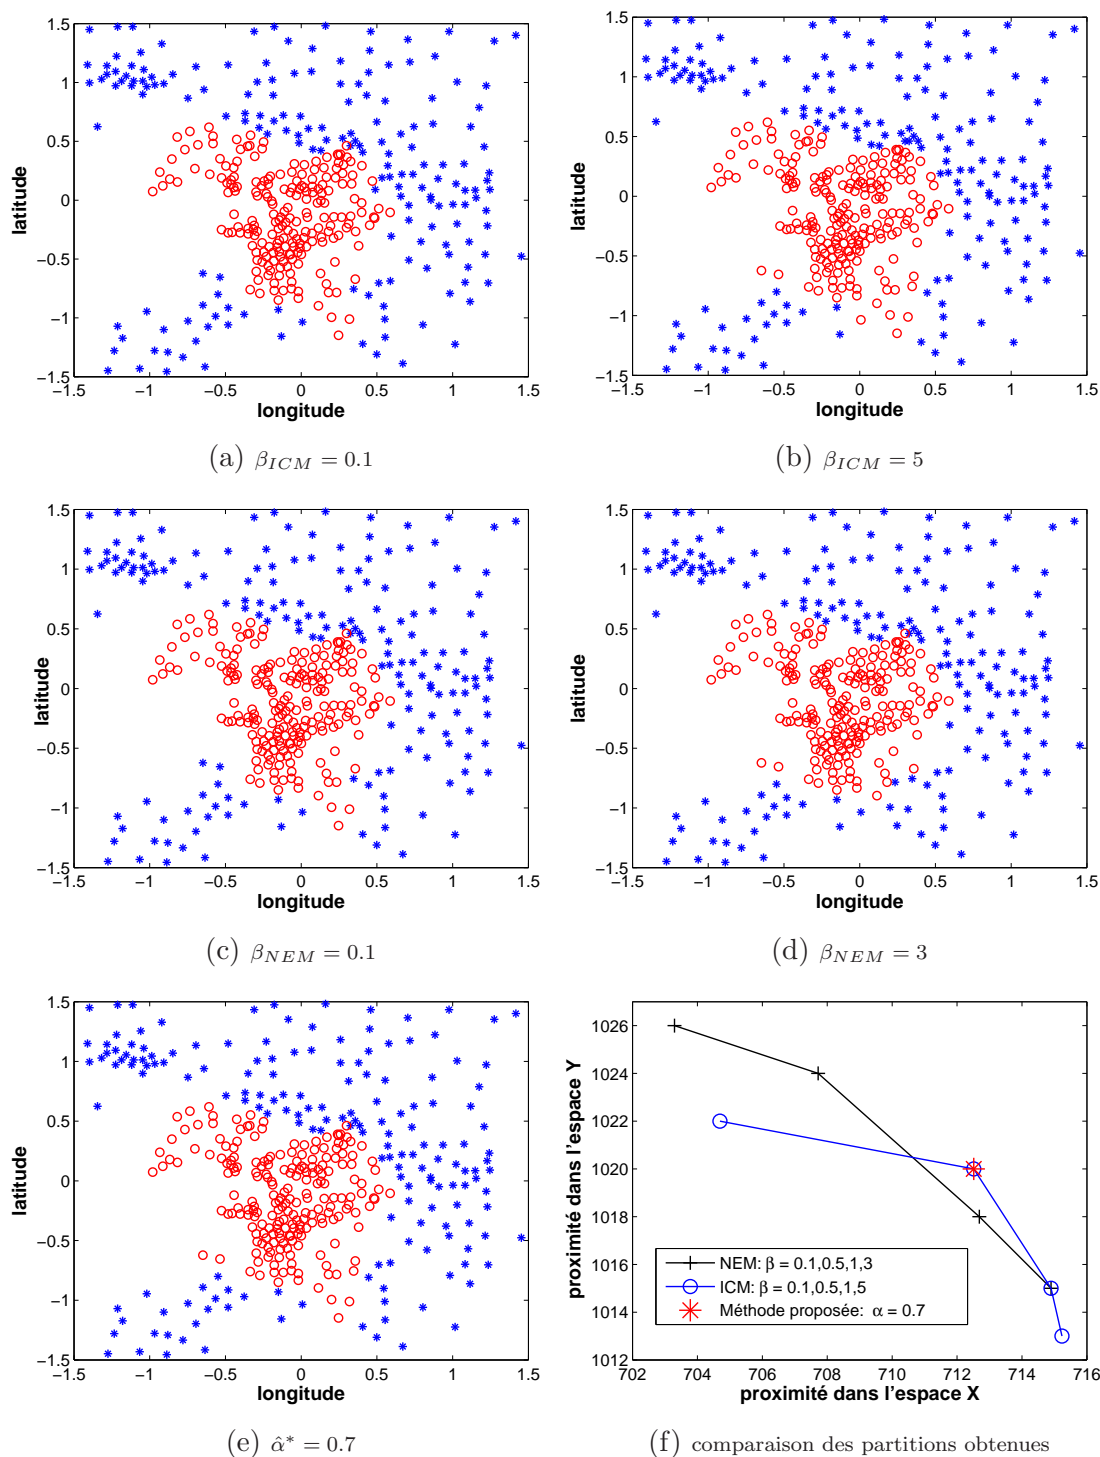 1.5
1
0.5
0
−0.5
−1
−1.5
latitude
−1.5 −1 −0.5 0 0.5 1 1.5
longitude
(a) βICM = 0.1
1.5
1
0.5
0
−0.5
−1
−1.5
latitude
−1.5 −1 −0.5 0 0.5 1 1.5
longitude
(b) βICM = 5
1.5
1
0.5
0
−0.5
−1
−1.5
latitude
−1.5 −1 −0.5 0 0.5 1 1.5
longitude
(c) βNEM = 0.1
1.5
1
0.5
0
−0.5
−1
−1.5
latitude
−1.5 −1 −0.5 0 0.5 1 1.5
longitude
(d) βNEM = 3
1.5
1
0.5
0
−0.5
−1
−1.5
latitude
−1.5 −1 −0.5 0 0.5 1 1.5
longitude
(e) α̂* = 0.7
1026
1024
1022
1020
1018
1016
1014
1012
proximité dans l'espace Y
NEM: β = 0.1,0.5,1,3
ICM: β = 0.1,0.5,1,5
Méthode proposée: α = 0.7
702 704 706 708 710 712 714 716
proximité dans l'espace X
(f) comparaison des partitions obtenues